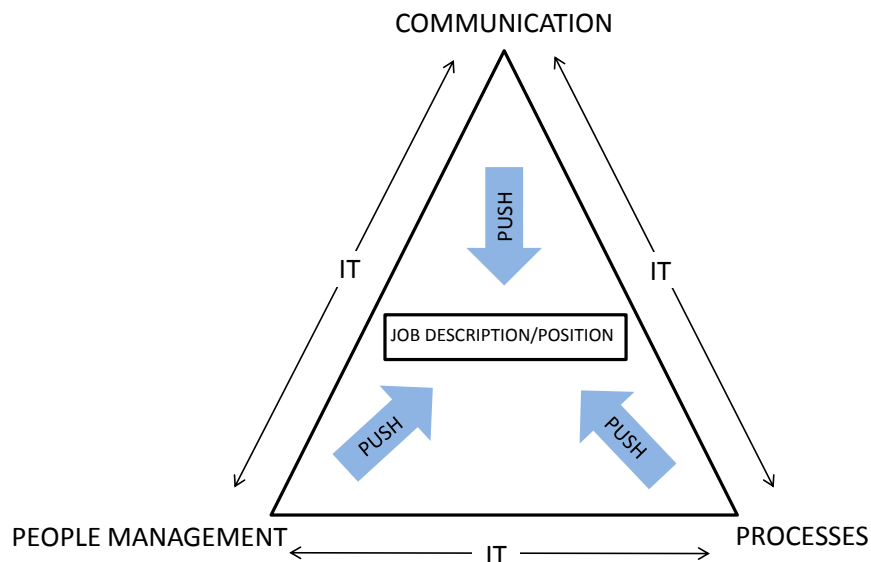 COMMUNICATION
PUSH
IT
IT
JOB DESCRIPTION/POSITION
PUSH
PUSH
PEOPLE MANAGEMENT
PROCESSES
IT